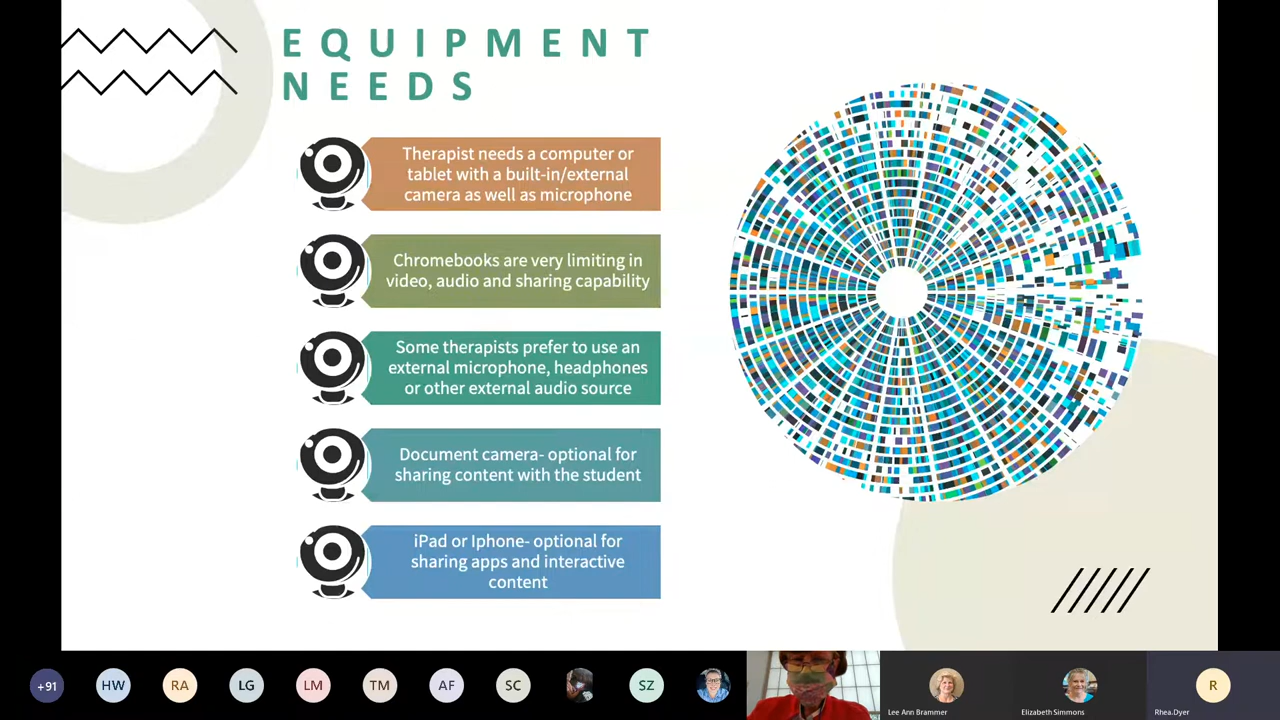 EQUIPMENT
NEEDS
Therapist needs a computer or
tablet with a built-in/external
camera as well as microphone
Chromebooks are very limiting in
video, audio and sharing capability
Some therapists prefer to use an
external microphone, headphones
or other external audio source
Document camera- optional for
sharing content with the student
iPad or Iphone- optional for
sharing apps and interactive
content
+91
HW
RA
LG
LM
TM
AF
SC
SZ
R
Lee Ann Brammer
Elizabeth Simmons
Rhea.Dyer